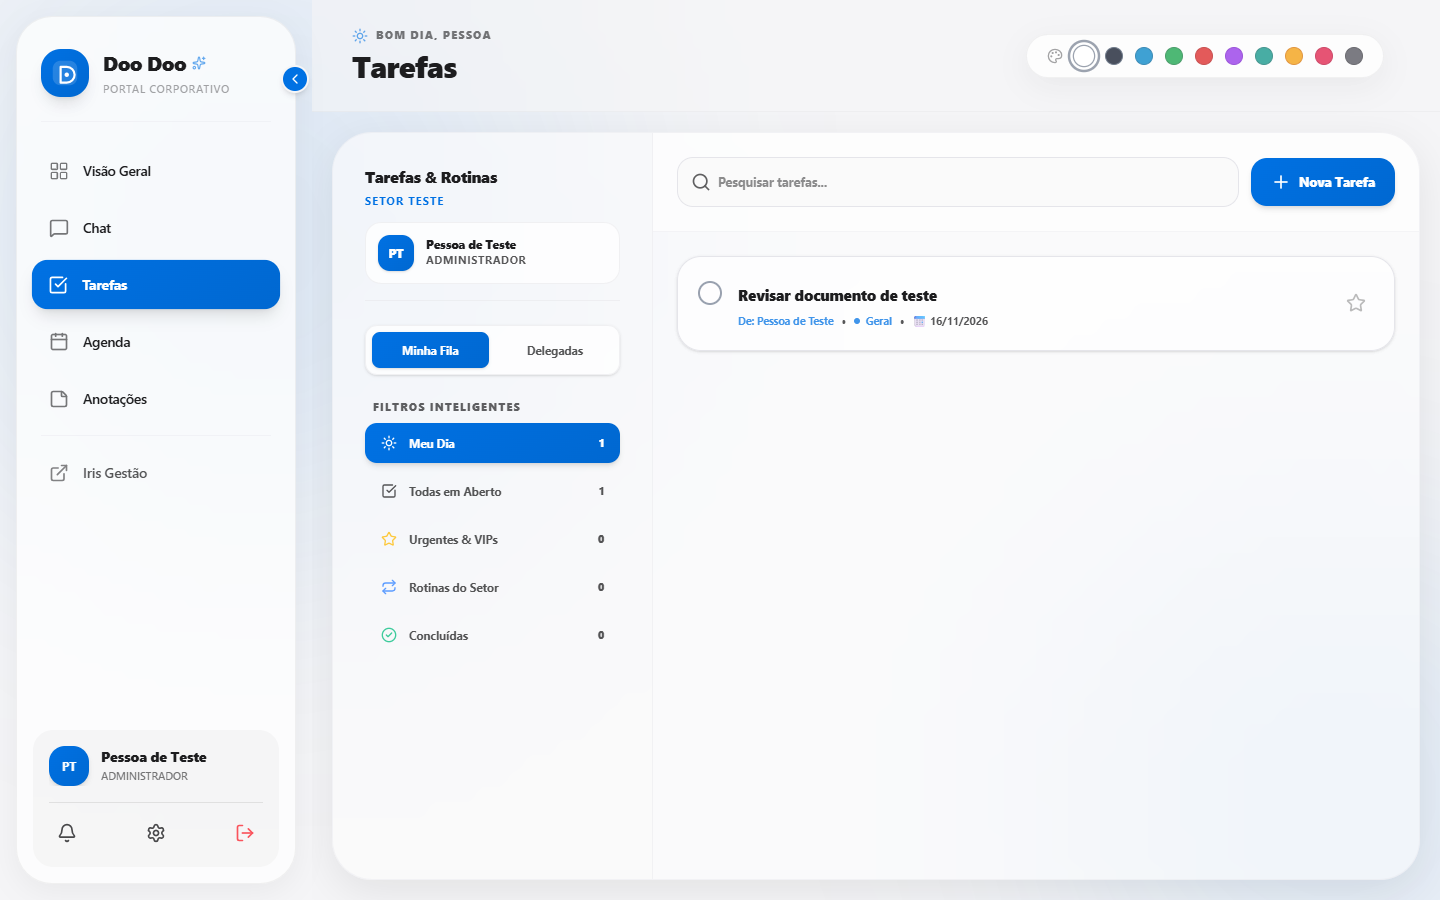 Doo Doo
PORTAL CORPORATIVO
Visão Geral
Chat
Tarefas
Agenda
Anotações
Iris Gestão
PT
Pessoa de Teste
ADMINISTRADOR
BOM DIA, PESSOA
Tarefas
Tarefas & Rotinas
SETOR TESTE
PT
Pessoa de Teste
ADMINISTRADOR
Minha Fila
Delegadas
FILTROS INTELIGENTES
Meu Dia 1
Todas em Aberto 1
Urgentes & VIPs 0
Rotinas do Setor 0
Concluídas 0
Pesquisar tarefas...
Nova Tarefa
Revisar documento de teste
De: Pessoa de Teste • Geral • 16/11/2026